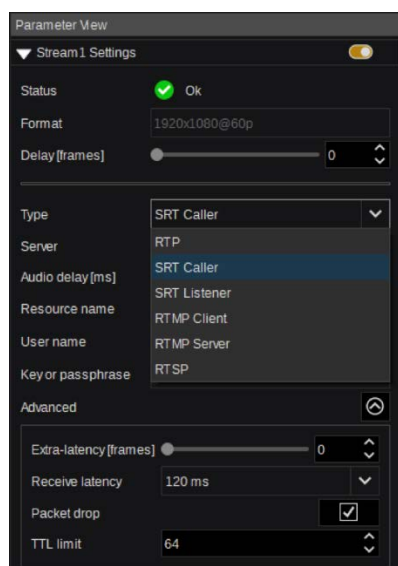 Parameter View
Stream1 Settings
Status Ok
Format 1920x1080@60p
Delay [frames] 0
Type SRT Caller
Server RTP
Audio delay [ms] SRT Caller
Resource name SRT Listener
RTMP Client
User name RTMP Server
Key or passphrase RTSP
Advanced
Extra-latency [frames] 0
Receive latency 120 ms
Packet drop
TTL limit 64